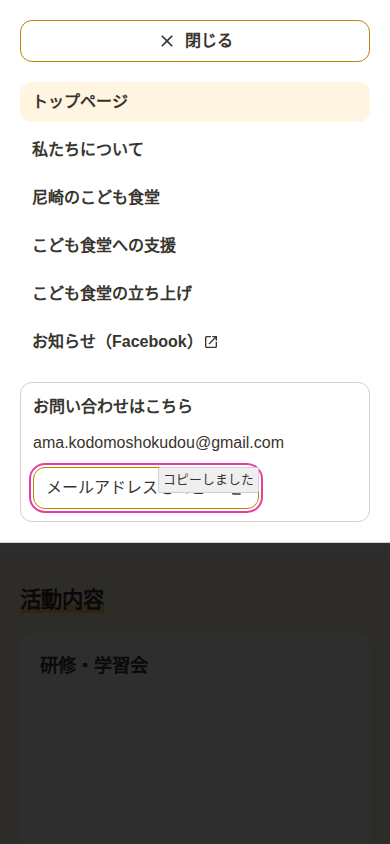 閉じる
トップページ
私たちについて
尼崎のこども食堂
こども食堂への支援
こども食堂の立ち上げ
お知らせ（Facebook）
お問い合わせはこちら
ama.kodomoshokudou@gmail.com
メールアドレス
コピーしました
活動内容
研修・学習会